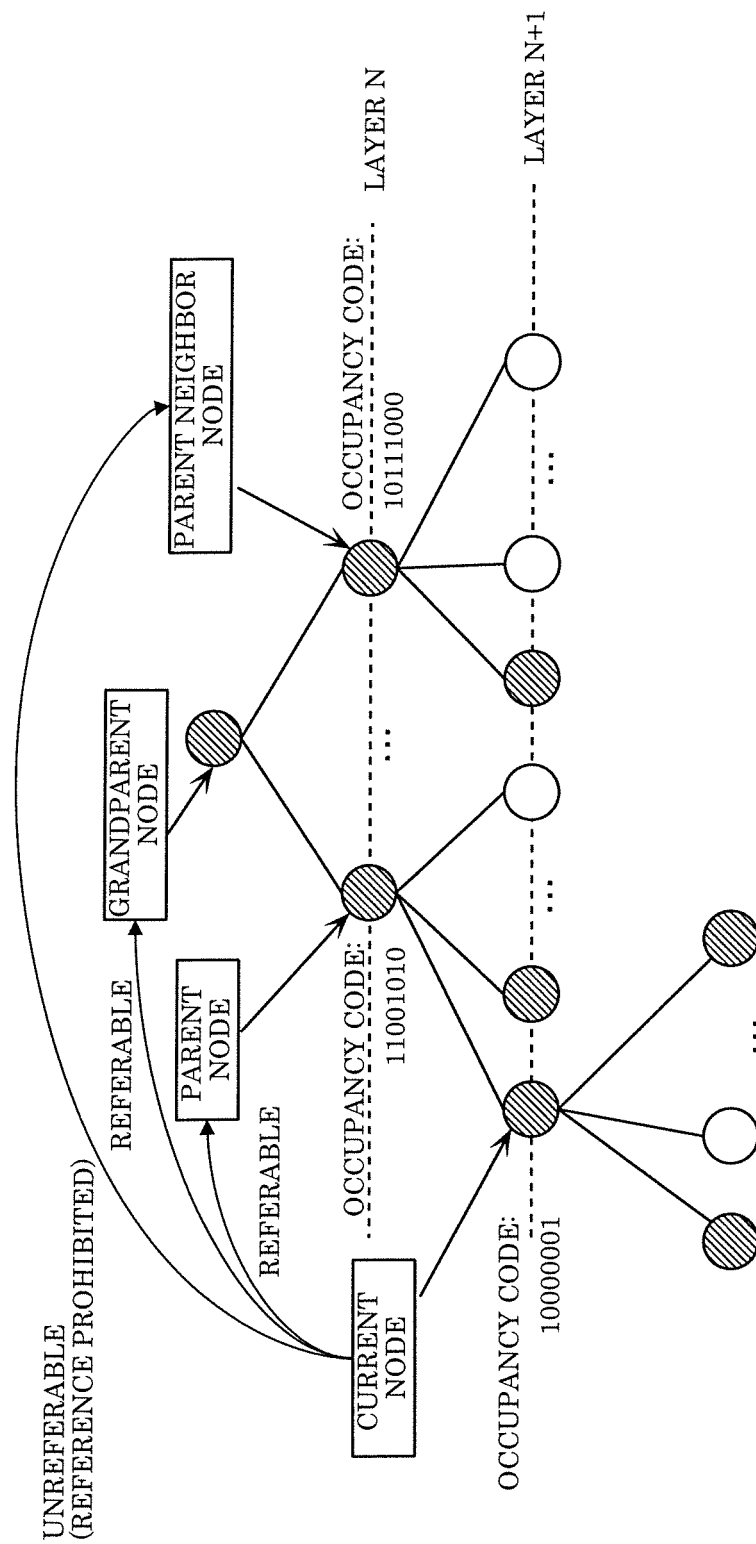 UNREFERABLE
(REFERENCE PROHIBITED)
REFERABLE
GRANDPARENT
NODE
PARENT NEIGHBOR
NODE
PARENT
NODE
REFERABLE
CURRENT
NODE
OCCUPANCY CODE:
11001010
...
OCCUPANCY CODE:
10111000
LAYER N
OCCUPANCY CODE:
10000001
...
...
LAYER N+1
...